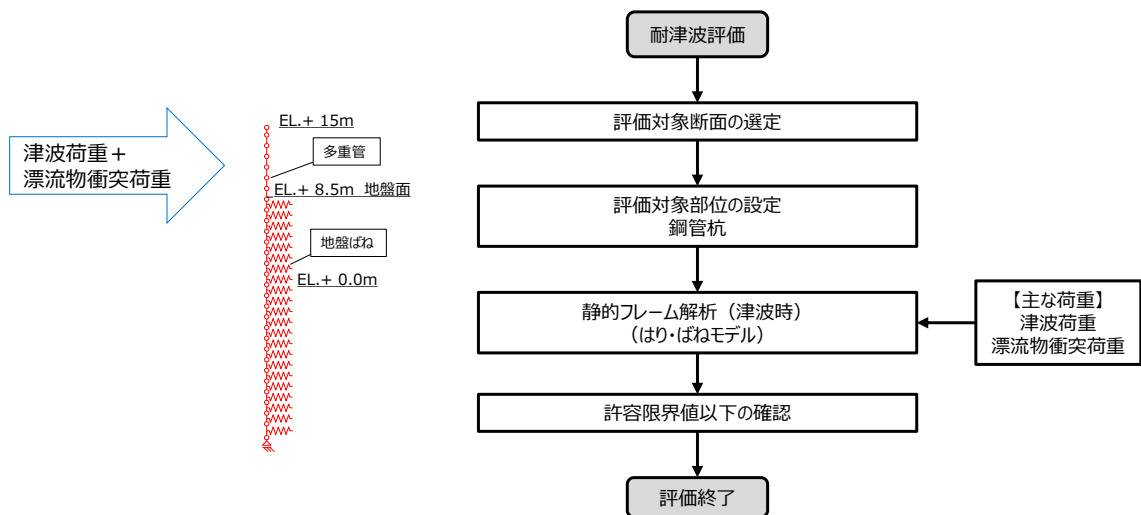 津波荷重＋
漂流物衝突荷重
EL.+ 15m
多重管
EL.+ 8.5m 地盤面
地盤ばね
EL.+ 0.0m
耐津波評価
評価対象断面の選定
評価対象部位の設定
鋼管杭
静的フレーム解析（津波時）
（はり・ばねモデル）
【主な荷重】
津波荷重
漂流物衝突荷重
許容限界値以下の確認
評価終了